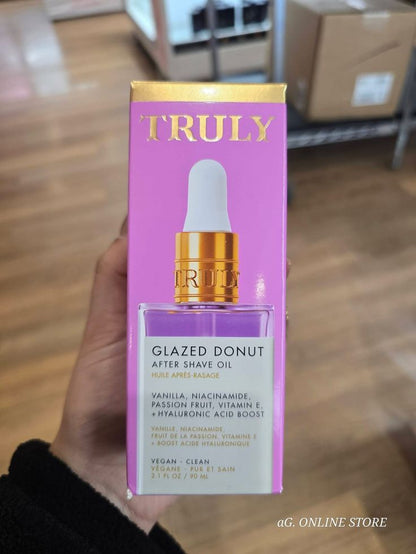 TRULY
TRULY
GLAZED DONUT
AFTER SHAVE OIL
HUILE APRÈS-RASAGE
VANILLA, NIACINAMIDE,
PASSION FRUIT, VITAMIN E,
+ HYALURONIC ACID BOOST
VANILLE, NIACINAMIDE,
FRUIT DE LA PASSION, VITAMINE E
+ BOOST ACIDE HYALURONIQUE
VEGAN - CLEAN
VÉGANE - PUR ET SAIN
3.1 FL OZ / 90 ML
aG. ONLINE STORE